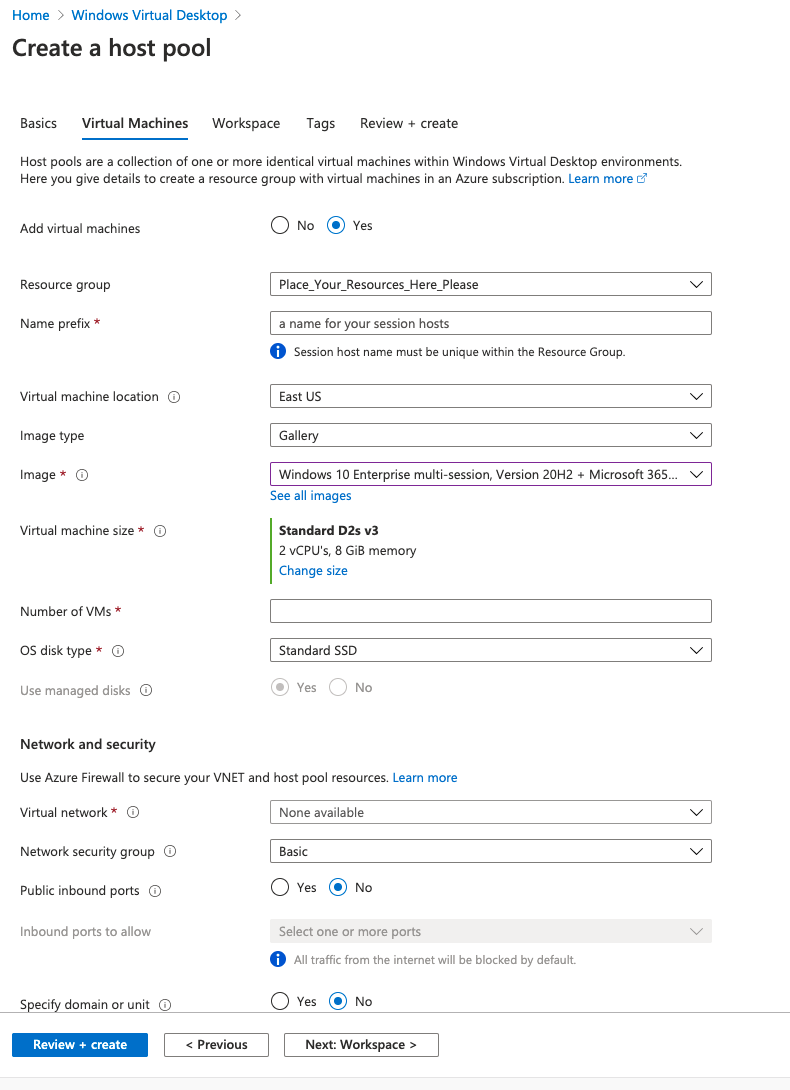 Home > Windows Virtual Desktop >
Create a host pool
Basics Virtual Machines Workspace Tags Review + create
Host pools are a collection of one or more identical virtual machines within Windows Virtual Desktop environments.
Here you give details to create a resource group with virtual machines in an Azure subscription. Learn more
Add virtual machines No Yes
Resource group Place_Your_Resources_Here_Please
Name prefix * a name for your session hosts
Session host name must be unique within the Resource Group.
Virtual machine location East US
Image type Gallery
Image * Windows 10 Enterprise multi-session, Version 20H2 + Microsoft 365...
See all images
Virtual machine size * Standard D2s v3
2 vCPU's, 8 GiB memory
Change size
Number of VMs *
OS disk type * Standard SSD
Use managed disks Yes No
Network and security
Use Azure Firewall to secure your VNET and host pool resources. Learn more
Virtual network * None available
Network security group Basic
Public inbound ports Yes No
Inbound ports to allow Select one or more ports
All traffic from the internet will be blocked by default.
Specify domain or unit Yes No
Review + create < Previous Next: Workspace >